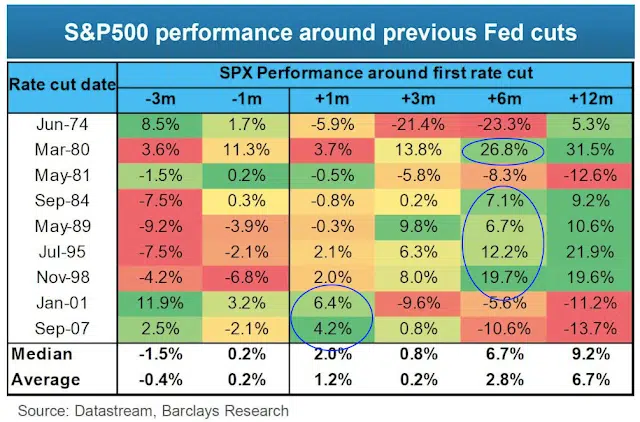 S&P500 performance around previous Fed cuts
Rate cut date SPX Performance around first rate cut
-3m -1m +1m +3m +6m +12m
Jun-74 8.5% 1.7% -5.9% -21.4% -23.3% 5.3%
Mar-80 3.6% 11.3% 3.7% 13.8% 26.8% 31.5%
May-81 -1.5% 0.2% -0.5% -5.8% -8.3% -12.6%
Sep-84 -7.5% 0.3% -0.8% 0.2% 7.1% 9.2%
May-89 -9.2% -3.9% -0.3% 9.8% 6.7% 10.6%
Jul-95 -7.5% -2.1% 2.1% 6.3% 12.2% 21.9%
Nov-98 -4.2% -6.8% 2.0% 8.0% 19.7% 19.6%
Jan-01 11.9% 3.2% 6.4% -9.6% -5.6% -11.2%
Sep-07 2.5% -2.1% 4.2% 0.8% -10.6% -13.7%
Median -1.5% 0.2% 2.0% 0.8% 6.7% 9.2%
Average -0.4% 0.2% 1.2% 0.2% 2.8% 6.7%
Source: Datastream, Barclays Research